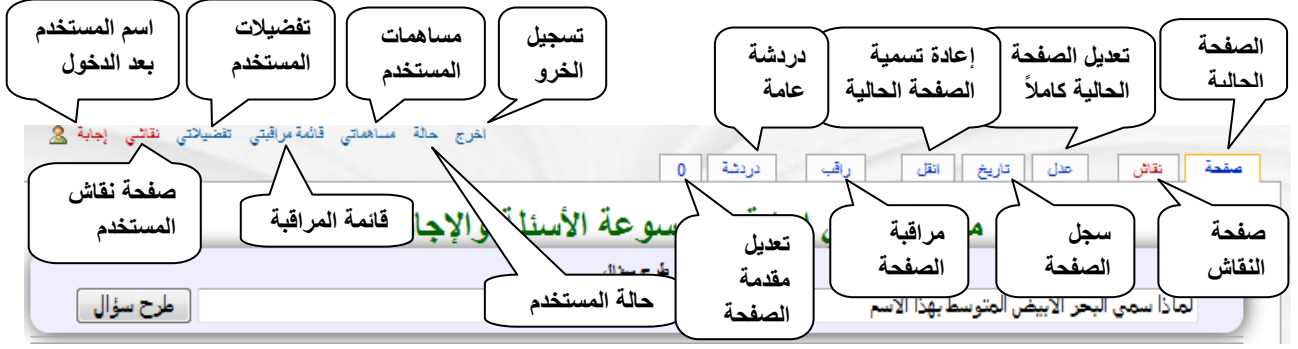 الصفحة
الحالية
تعديل الصفحة
الحالية كاملاً
إعادة تسمية
الصفحة الحالية
دردشة
عامة
تسجيل
الخرو
مساهمات
المستخدم
تفضيلات
المستخدم
اسم المستخدم
بعد الدخول
إجابة نقاشي تفضيلاتي قائمة مراقبتي مساهماتي حالة اخرج
صفحة نقاش عدل تاريخ انقل راقب دردشة 0
سوعة الأسئلة والإجا
صفحة
النقاش
سجل
الصفحة
مراقبة
الصفحة
تعديل
مقدمة
الصفحة
حالة المستخدم
قائمة المراقبة
صفحة نقاش
المستخدم
طرح سؤال
لماذا سمي البحر الابيض المتوسط بهذا الاسم
طرح سؤال